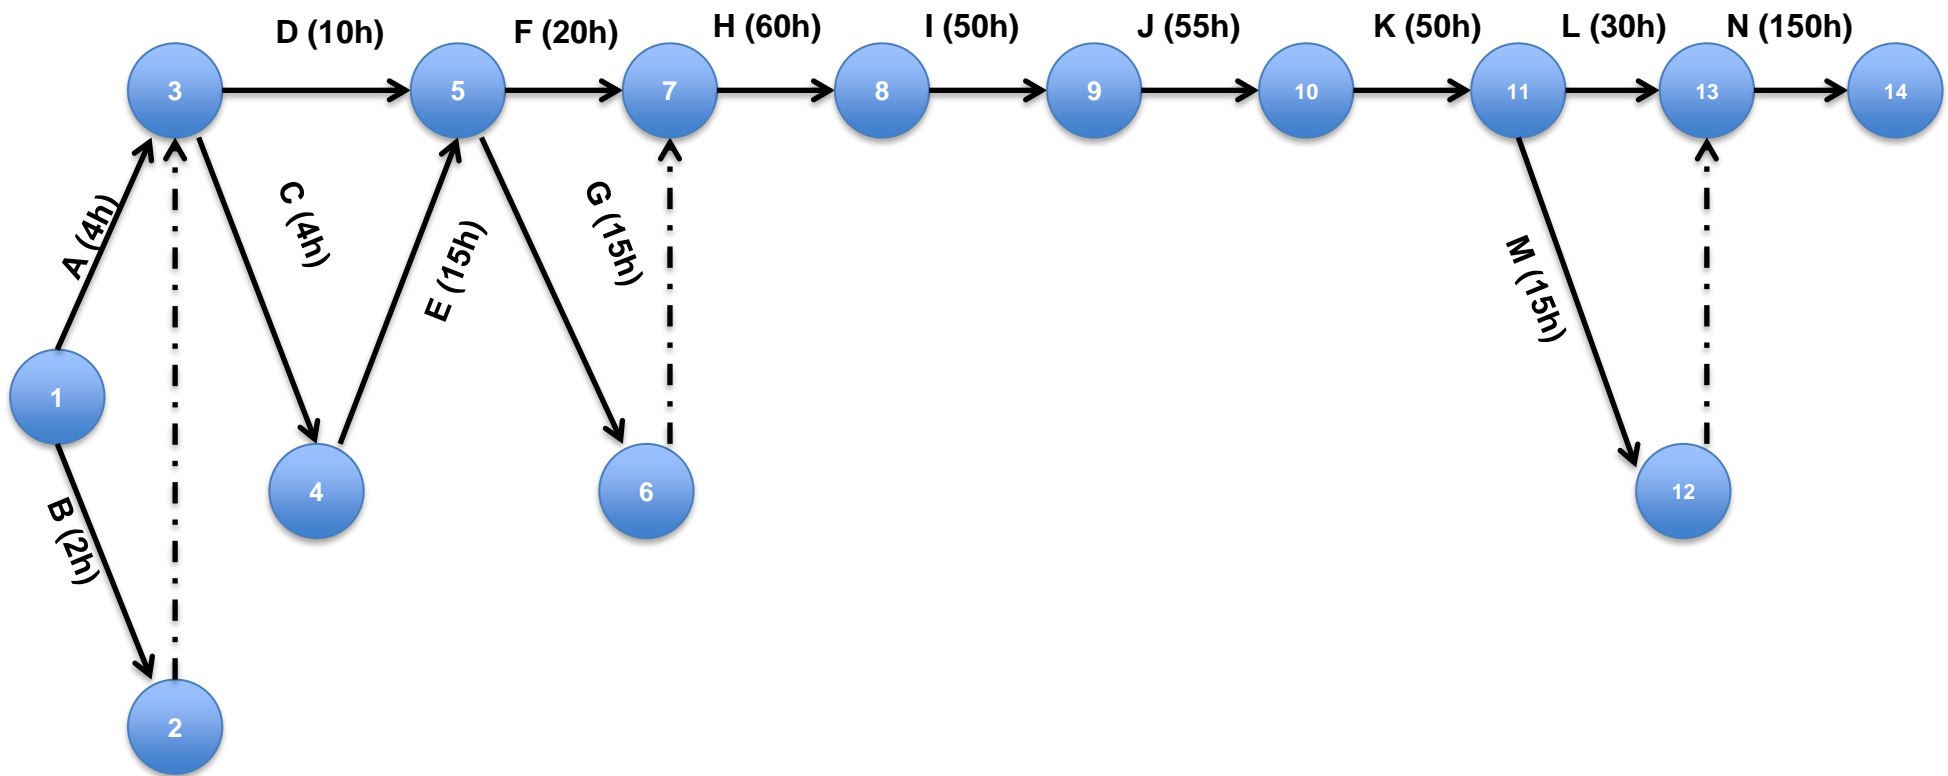 D (10h)
F (20h)
H (60h)
I (50h)
J (55h)
K (50h)
L (30h)
N (150h)
3
5
7
8
9
10
11
13
14
A (4h)
C (4h)
E (15h)
G (15h)
M (15h)
1
4
6
12
B (2h)
2